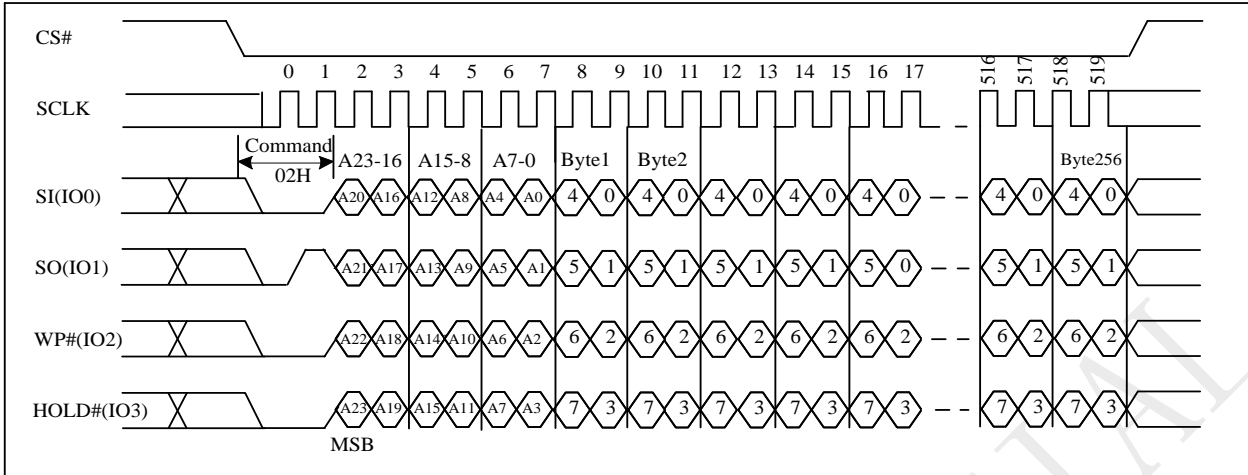 CS#
0 1 2 3 4 5 6 7 8 9 10 11 12 13 14 15 16 17 516 517 518 519
SCLK
Command
02H
A23-16 A15-8 A7-0 Byte1 Byte2 Byte256
SI(IO0) A20 A16 A12 A8 A4 A0 4 0 4 0 4 0 4 0 4 0 4 0 4 0
SO(IO1) A21 A17 A13 A9 A5 A1 5 1 5 1 5 1 5 1 5 0 5 1 5 1
WP#(IO2) A22 A18 A14 A10 A6 A2 6 2 6 2 6 2 6 2 6 2 6 2 6 2
HOLD#(IO3) A23 A19 A15 A11 A7 A3 7 3 7 3 7 3 7 3 7 3 7 3 7 3
MSB